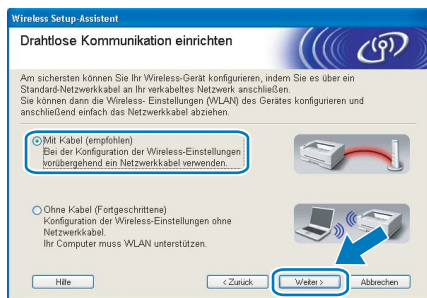 Wireless Setup-Assistent
Drahtlose Kommunikation einrichten
Am sichersten können Sie Ihr Wireless-Gerät konfigurieren, indem Sie es über ein
Standard-Netzwerkkabel an Ihr verkabeltes Netzwerk anschließen.
Sie können dann die Wireless- Einstellungen (WLAN) des Gerätes konfigurieren und
anschließend einfach das Netzwerkkabel abziehen.
Mit Kabel (empfohlen)
Bei der Konfiguration der Wireless-Einstellungen
vorübergehend ein Netzwerkkabel verwenden.
Ohne Kabel (Fortgeschrittene)
Konfiguration der Wireless-Einstellungen ohne
Netzwerkkabel.
Ihr Computer muss WLAN unterstützen.
Hilfe
< Zurück
Weiter >
Abbrechen